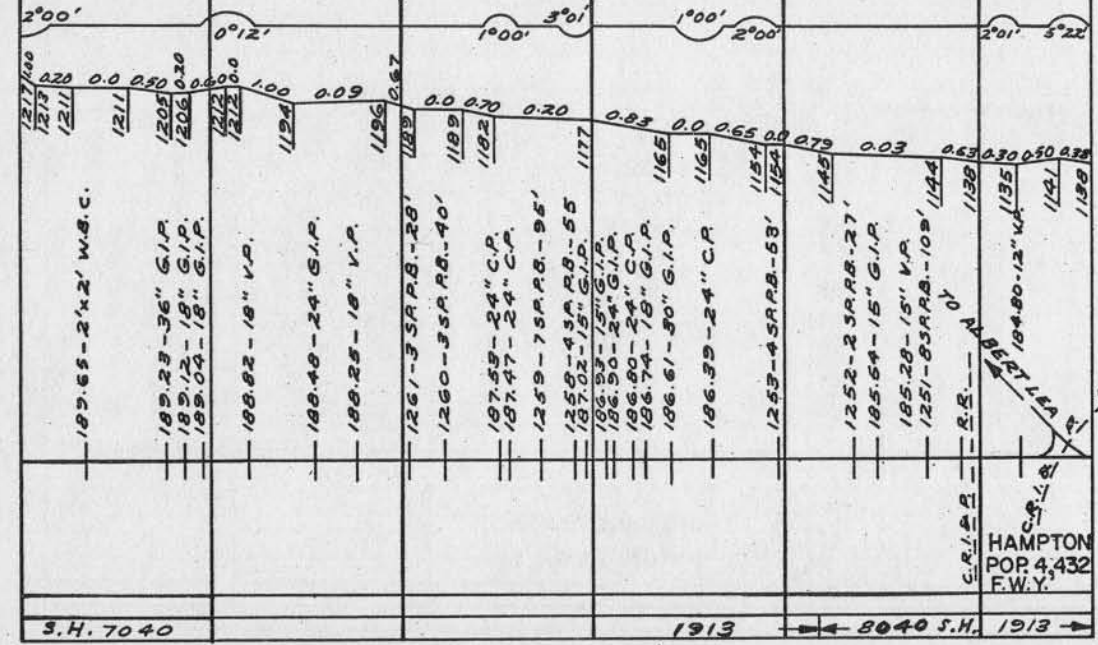 2°00' 0°12' 1°00' 3°01' 1°00' 2°00' 2°01' 5°22'
1.00 0.20 0.0 0.50 0.20 0.60 0.0 1.00 0.09 0.67 0.0 0.70 0.20 0.83 0.0 0.65 0.0 0.79 0.03 0.63 0.30 0.50 0.38
1217 1213 1211 1211 1205 1206 1212 1212 1194 1196 1189 1189 1182 1177 1165 1165 1154 1154 1145 1144 1138 1135 1141 1138
189.65-2'x2' W.B.C.
189.23-36" G.I.P.
189.12-18" G.I.P.
189.04-18" G.I.P.
188.82-18" V.P.
188.48-24" G.I.P.
188.25-18" V.P.
1261-3 SP.P.B.-28'
1260-3 SP.P.B.-40'
187.53-24" C.P.
187.47-24" C.P.
1259-7 SP.P.B.-95'
1258-4 SP.P.B.-55
187.02-15" G.I.P.
186.93-15" G.I.P.
186.90-24" G.I.P.
186.80-24" C.P.
186.74-18" G.I.P.
186.61-30" G.I.P.
186.39-24" C.P.
1253-4 SP.P.B.-53'
1252-2 SP.P.B.-27'
185.64-15" G.I.P.
185.28-15" V.P.
1251-8 SP.P.B.-109'
C.R.I.&P. R.R.
184.80-12" V.P.
TO ALBERT LEA
C.R.I.&
HAMPTON
POP. 4,432
F.W.Y.
S.H. 7040 1913 8040 S.H. 1913